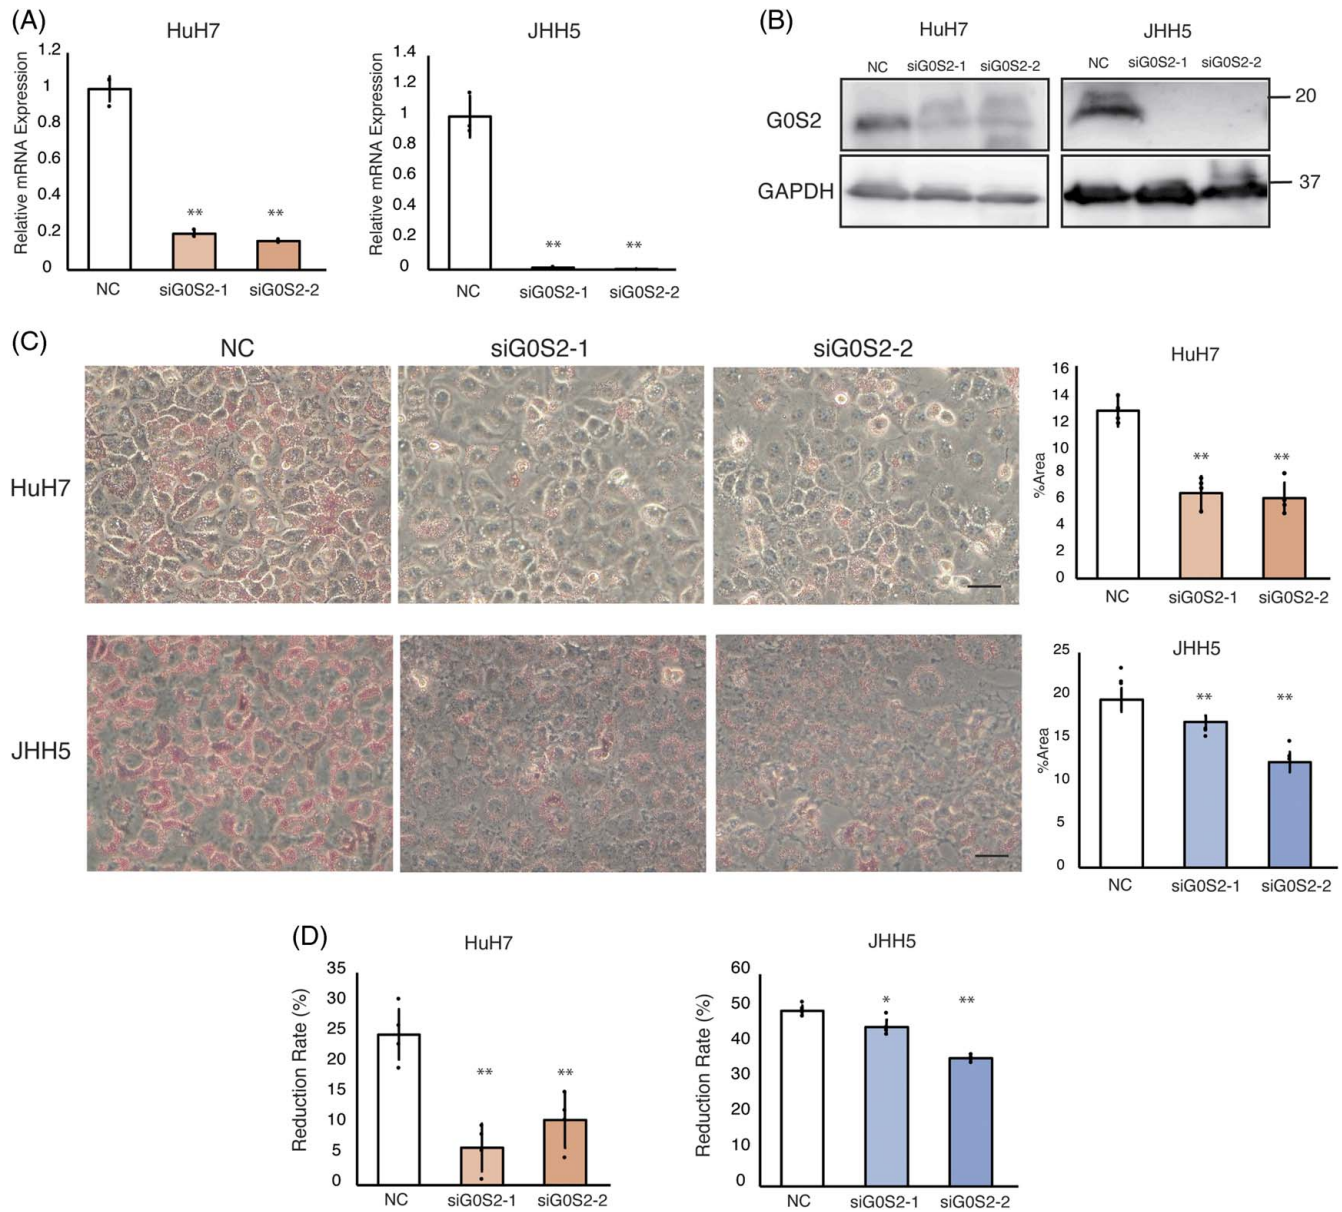 (A)
HuH7
Relative mRNA Expression
1.2
1
0.8
0.6
0.4
0.2
0
**
**
NC
siG0S2-1
siG0S2-2
JHH5
Relative mRNA Expression
1.4
1.2
1
0.8
0.6
0.4
0.2
0
**
**
NC
siG0S2-1
siG0S2-2
(B)
HuH7
JHH5
NC siG0S2-1 siG0S2-2
NC siG0S2-1 siG0S2-2
G0S2
20
GAPDH
37
(C)
NC
siG0S2-1
siG0S2-2
HuH7
JHH5
HuH7
%Area
16
14
12
10
8
6
4
2
0
**
**
NC
siG0S2-1
siG0S2-2
JHH5
%Area
25
20
15
10
5
0
**
**
NC
siG0S2-1
siG0S2-2
(D)
HuH7
Reduction Rate (%)
35
30
25
20
15
10
5
0
**
**
NC
siG0S2-1
siG0S2-2
JHH5
Reduction Rate (%)
60
50
40
30
20
10
0
*
**
NC
siG0S2-1
siG0S2-2